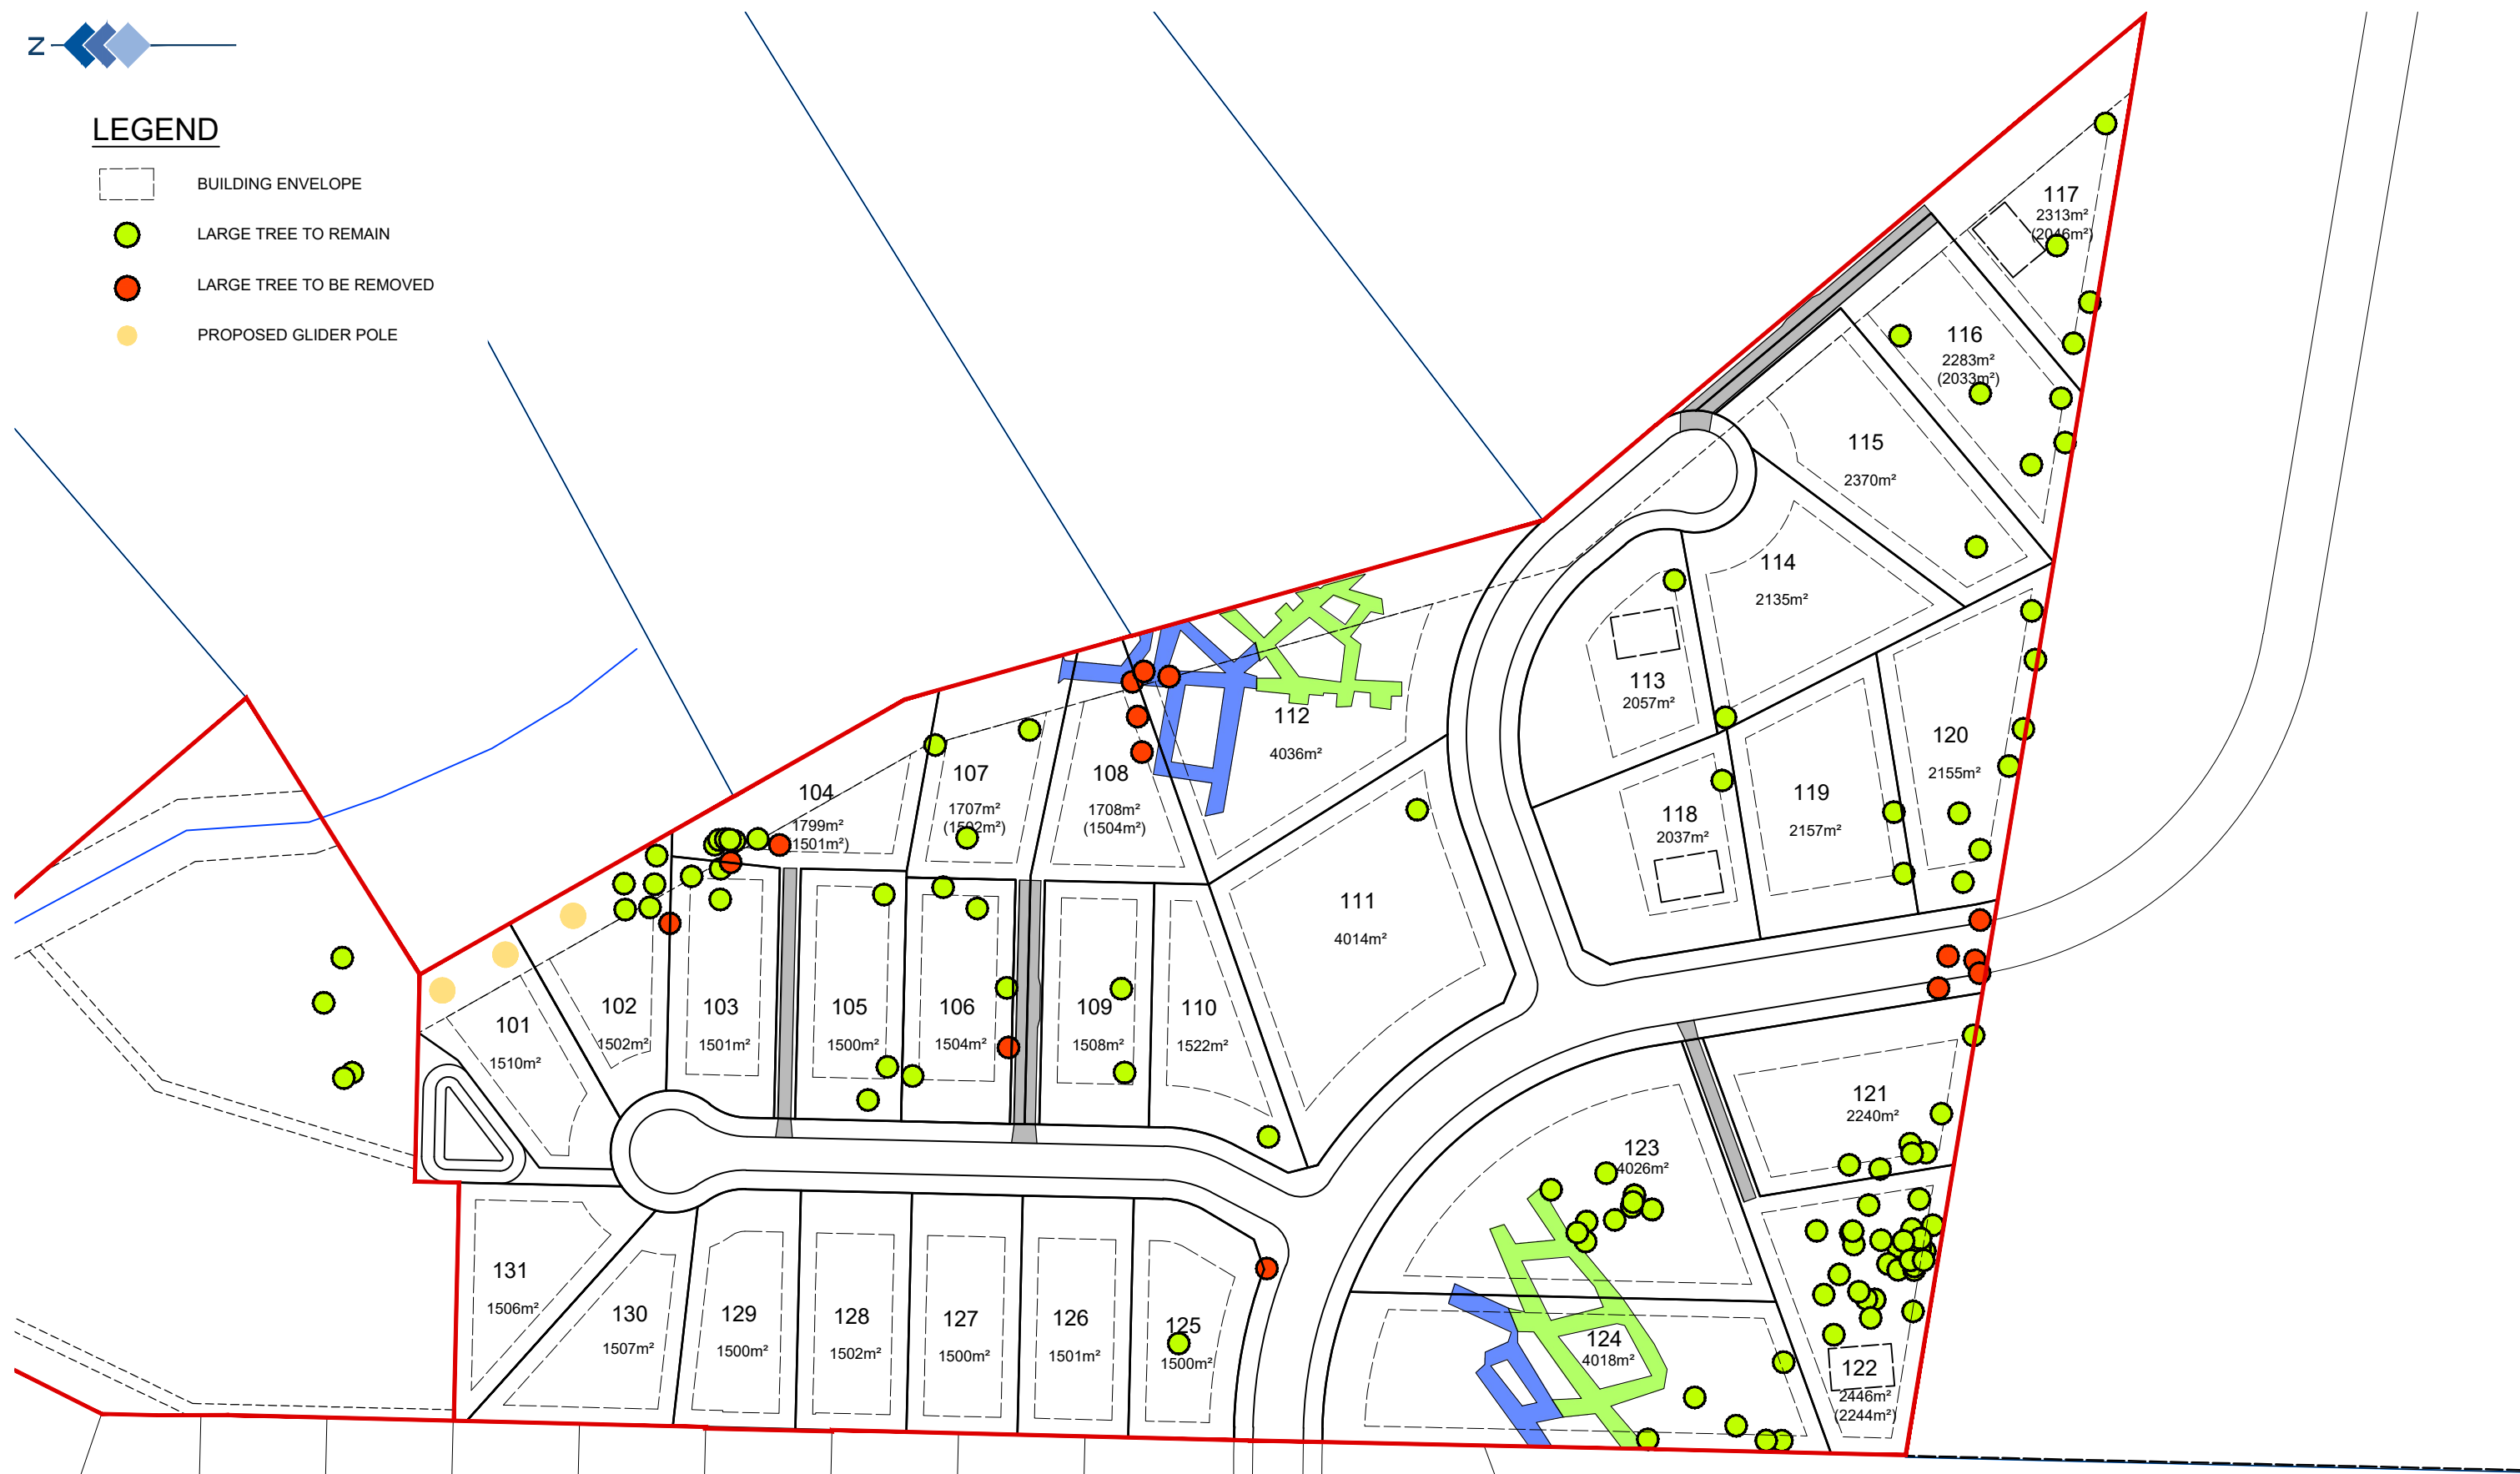 Z
LEGEND
BUILDING ENVELOPE
LARGE TREE TO REMAIN
LARGE TREE TO BE REMOVED
PROPOSED GLIDER POLE
117
2313m²
(2046m²)
116
2283m²
(2033m²)
115
2370m²
114
2135m²
113
2057m²
112
4036m²
120
2155m²
119
2157m²
118
2037m²
108
1708m²
(1504m²)
107
1707m²
(1502m²)
104
1799m²
(1501m²)
111
4014m²
101
1510m²
102
1502m²
103
1501m²
105
1500m²
106
1504m²
109
1508m²
110
1522m²
121
2240m²
123
4026m²
131
1506m²
130
1507m²
129
1500m²
128
1502m²
127
1500m²
126
1501m²
125
1500m²
124
4018m²
122
2446m²
(2244m²)